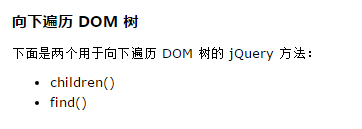 向下遍历 DOM 树
下面是两个用于向下遍历 DOM 树的 jQuery 方法：
• children()
• find()